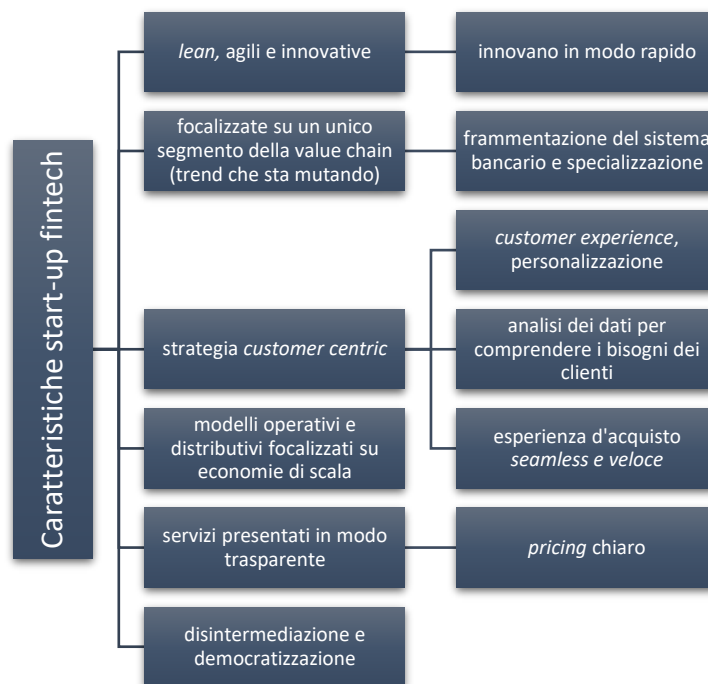 Caratteristiche start-up fintech
lean, agili e innovative
innovano in modo rapido
focalizzate su un unico
segmento della value chain
(trend che sta mutando)
frammentazione del sistema
bancario e specializzazione
strategia customer centric
customer experience,
personalizzazione
analisi dei dati per
comprendere i bisogni dei
clienti
esperienza d'acquisto
seamless e veloce
modelli operativi e
distributivi focalizzati su
economie di scala
servizi presentati in modo
trasparente
pricing chiaro
disintermediazione e
democratizzazione